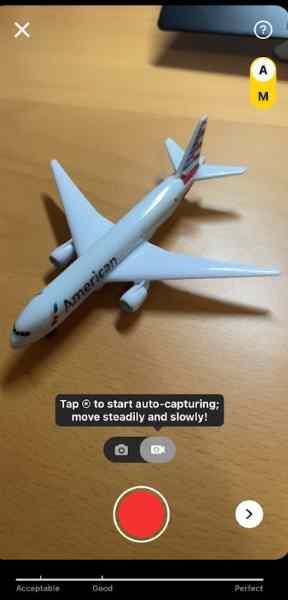 ?
A
M
American
Tap ⦿ to start auto-capturing;
move steadily and slowly!
Acceptable Good Perfect